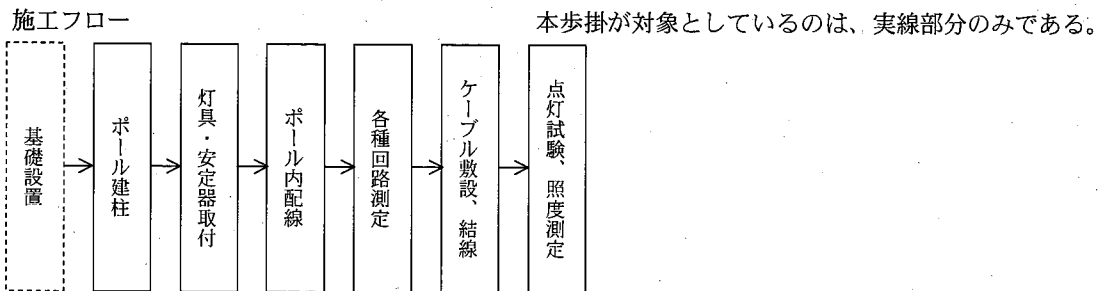 施工フロー
本歩掛が対象としているのは、実線部分のみである。
基礎設置
ポール建柱
灯具・安定器取付
ポール内配線
各種回路測定
ケーブル敷設、結線
点灯試験、照度測定